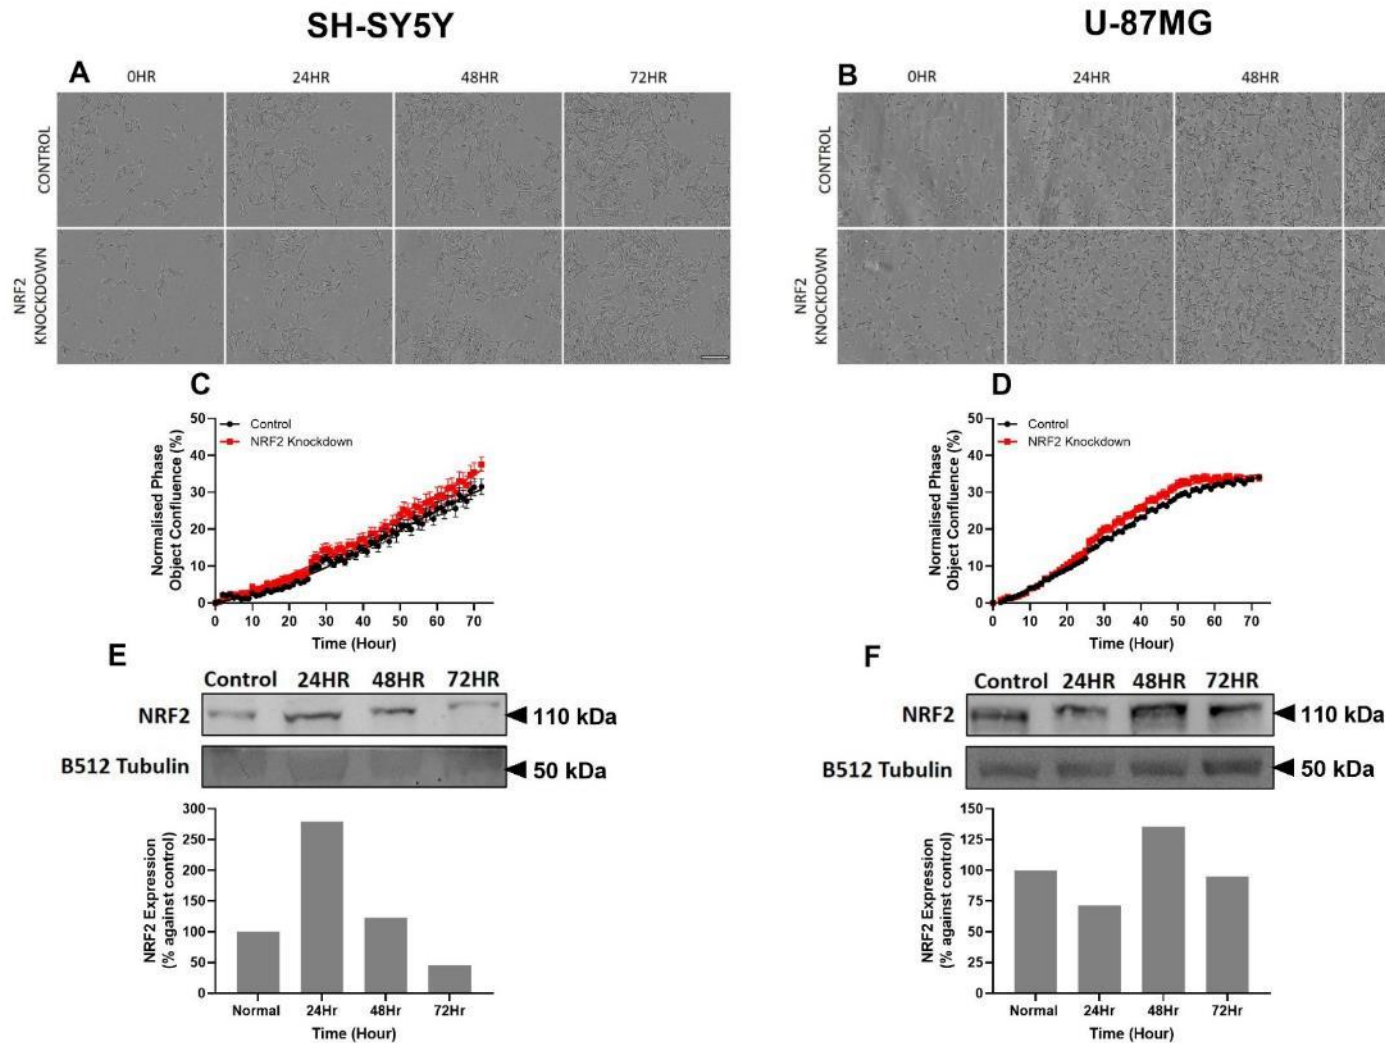 SH-SY5Y
U-87MG
A
0HR 24HR 48HR 72HR
CONTROL
NRF2
KNOCKDOWN
B
0HR 24HR 48HR
CONTROL
NRF2
KNOCKDOWN
C
50
40
30
20
10
0
Normalised Phase
Object Confluence (%)
Control
NRF2 Knockdown
0 10 20 30 40 50 60 70
Time (Hour)
D
50
40
30
20
10
0
Normalised Phase
Object Confluence (%)
Control
NRF2 Knockdown
0 10 20 30 40 50 60 70
Time (Hour)
E
Control 24HR 48HR 72HR
NRF2 110 kDa
B512 Tubulin 50 kDa
300
250
200
150
100
50
0
NRF2 Expression
(% against control)
Normal 24Hr 48Hr 72Hr
Time (Hour)
F
Control 24HR 48HR 72HR
NRF2 110 kDa
B512 Tubulin 50 kDa
150
125
100
75
50
25
0
NRF2 Expression
(% against control)
Normal 24Hr 48Hr 72Hr
Time (Hour)